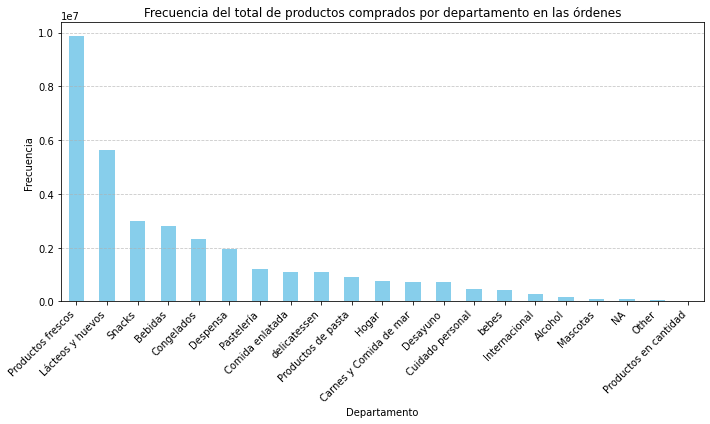 Frecuencia del total de productos comprados por departamento en las órdenes
1e7
1.0
0.8
0.6
0.4
0.2
0.0
Frecuencia
Productos frescos
Lácteos y huevos
Snacks
Bebidas
Congelados
Despensa
Pastelería
Comida enlatada
delicatessen
Productos de pasta
Hogar
Carnes y Comida de mar
Desayuno
Cuidado personal
bebes
Internacional
Alcohol
Mascotas
NA
Other
Productos en cantidad
Departamento